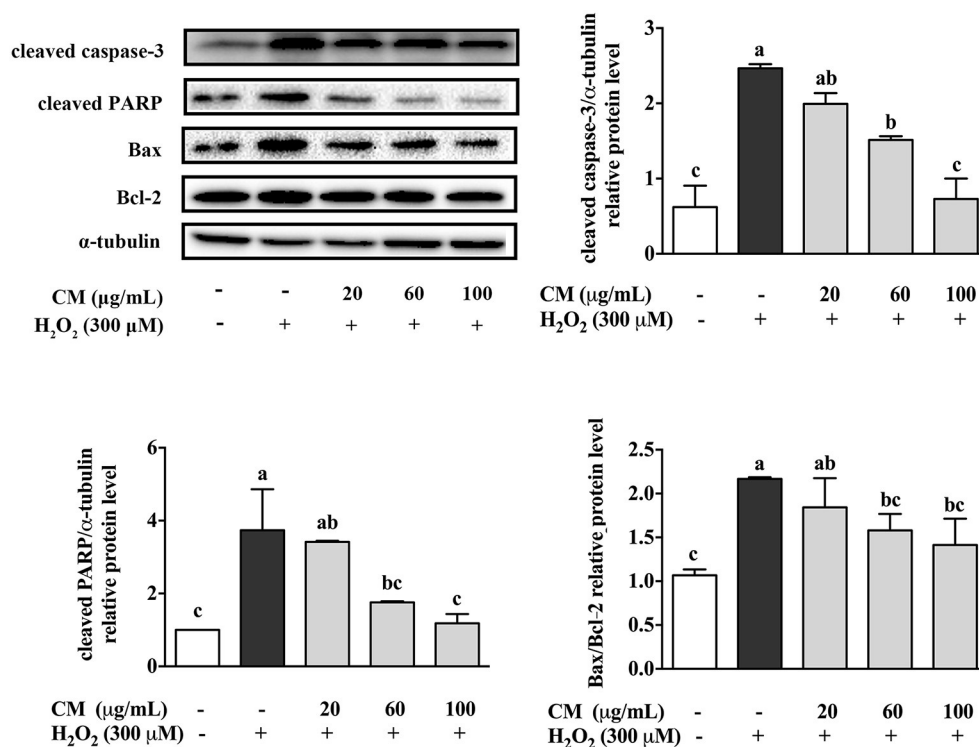 cleaved caspase-3
cleaved PARP
Bax
Bcl-2
α-tubulin
CM (µg/mL) - - 20 60 100
H₂O₂ (300 µM) - + + + +
cleaved caspase-3/α-tubulin
relative protein level
3
2
1
0
c a ab b c
CM (μg/mL) - - 20 60 100
H₂O₂ (300 μM) - + + + +
cleaved PARP/α-tubulin
relative protein level
6
4
2
0
c a ab bc c
CM (μg/mL) - - 20 60 100
H₂O₂ (300 μM) - + + + +
Bax/Bcl-2 relative protein level
2.5
2.0
1.5
1.0
0.5
0.0
c a ab bc bc
CM (μg/mL) - - 20 60 100
H₂O₂ (300 μM) - + + + +